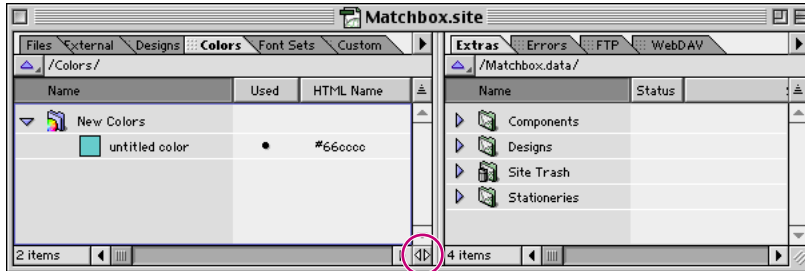 Matchbox.site
Files External Designs Colors Font Sets Custom
/Colors/
Name Used HTML Name
New Colors
untitled color • #66cccc
2 items
Extras Errors FTP WebDAV
/Matchbox.data/
Name Status
Components
Designs
Site Trash
Stationeries
4 items